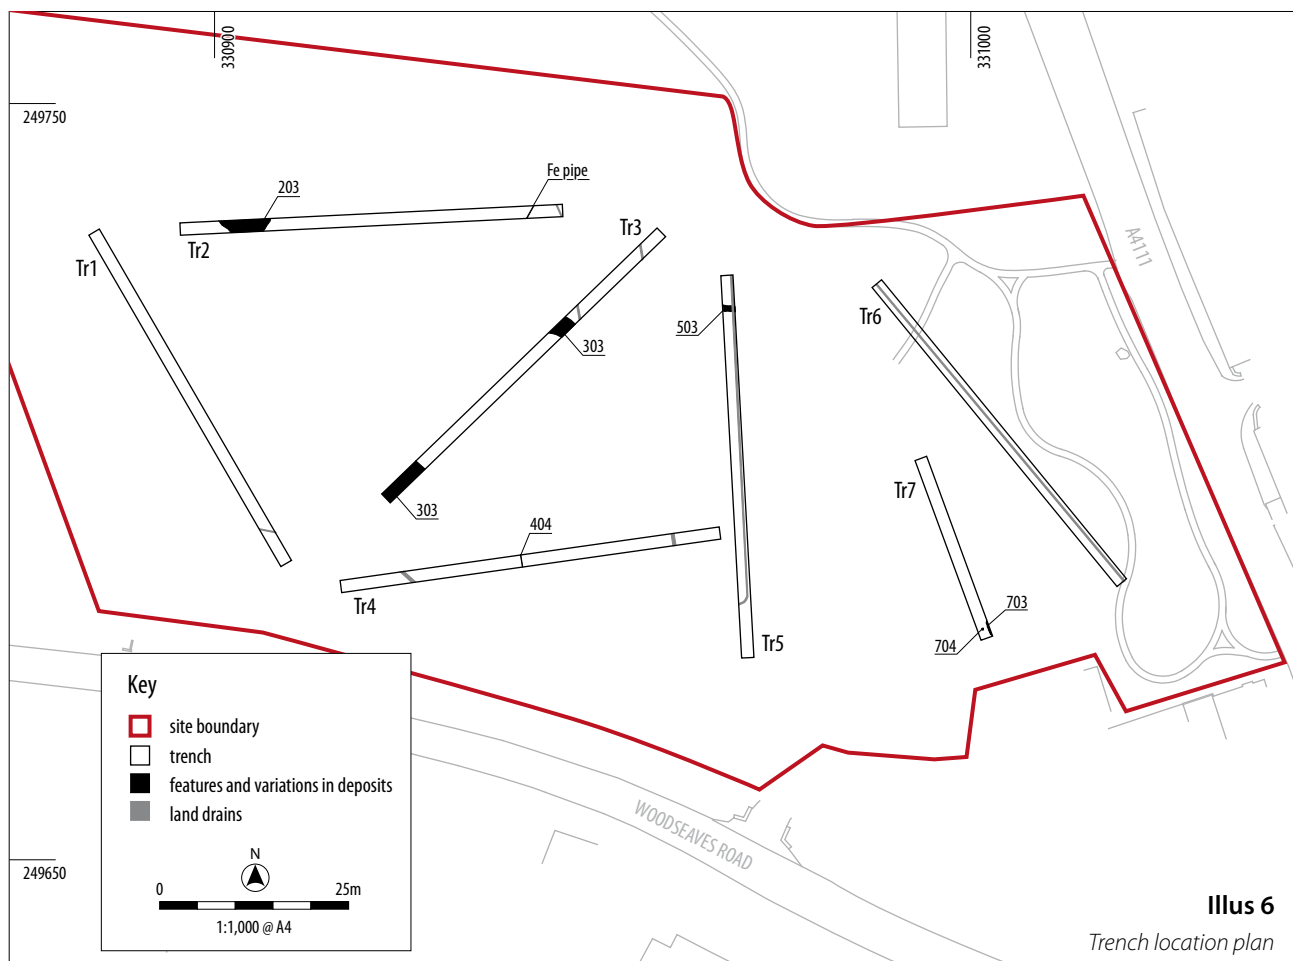 330900
331000
249750
Fe pipe
203
Tr2
Tr3
Tr1
A4111
Tr6
503
303
Tr7
303
404
Tr4
703
704
Tr5
Key
site boundary
trench
features and variations in deposits
land drains
N
0 25m
1:1,000 @ A4
249650
WOODSEAVES ROAD
Illus 6
Trench location plan